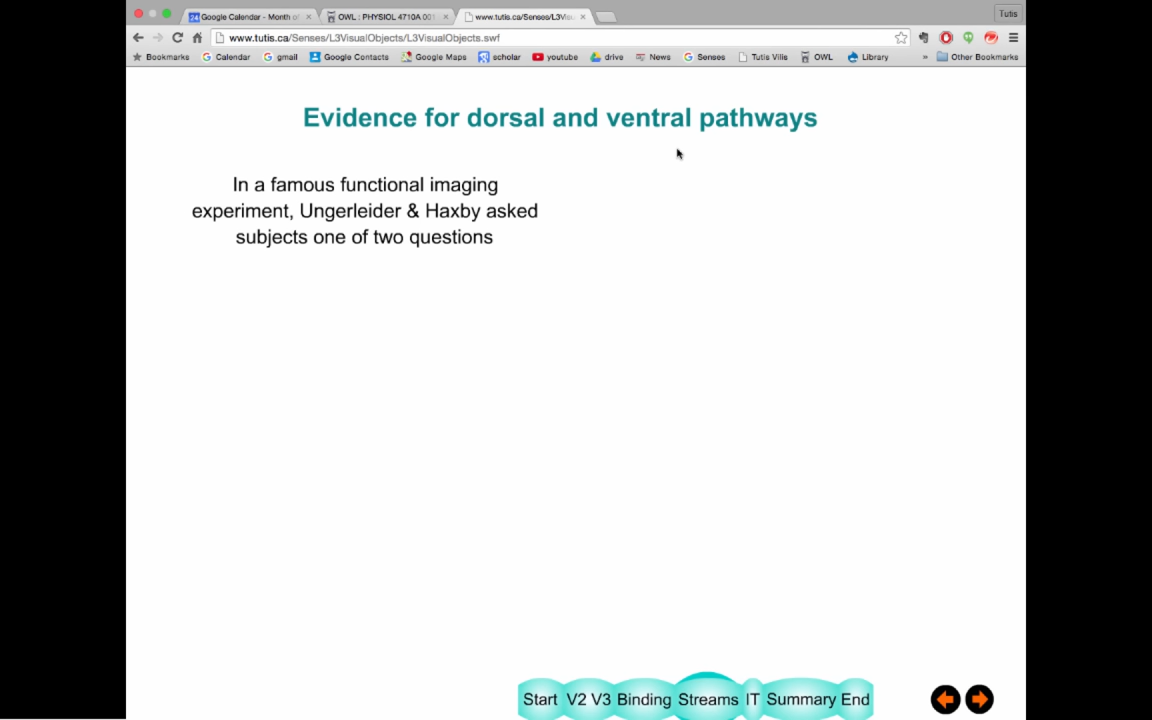 Google Calendar - Month o
OWL : PHYSIOL 4710A 001
www.tutis.ca/Senses/L3Visu
Tutis
www.tutis.ca/Senses/L3VisualObjects/L3VisualObjects.swf
Bookmarks Calendar gmail Google Contacts Google Maps scholar youtube drive News Senses Tutis Vilis OWL Library » Other Bookmarks
Evidence for dorsal and ventral pathways
In a famous functional imaging
experiment, Ungerleider & Haxby asked
subjects one of two questions
Start V2 V3 Binding Streams IT Summary End